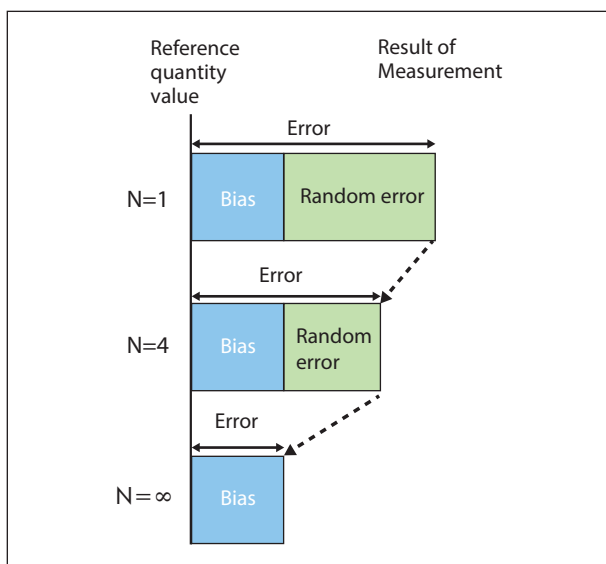 Reference
quantity
value
Result of
Measurement
Error
N=1
Bias
Random error
Error
N=4
Bias
Random
error
Error
N=∞
Bias